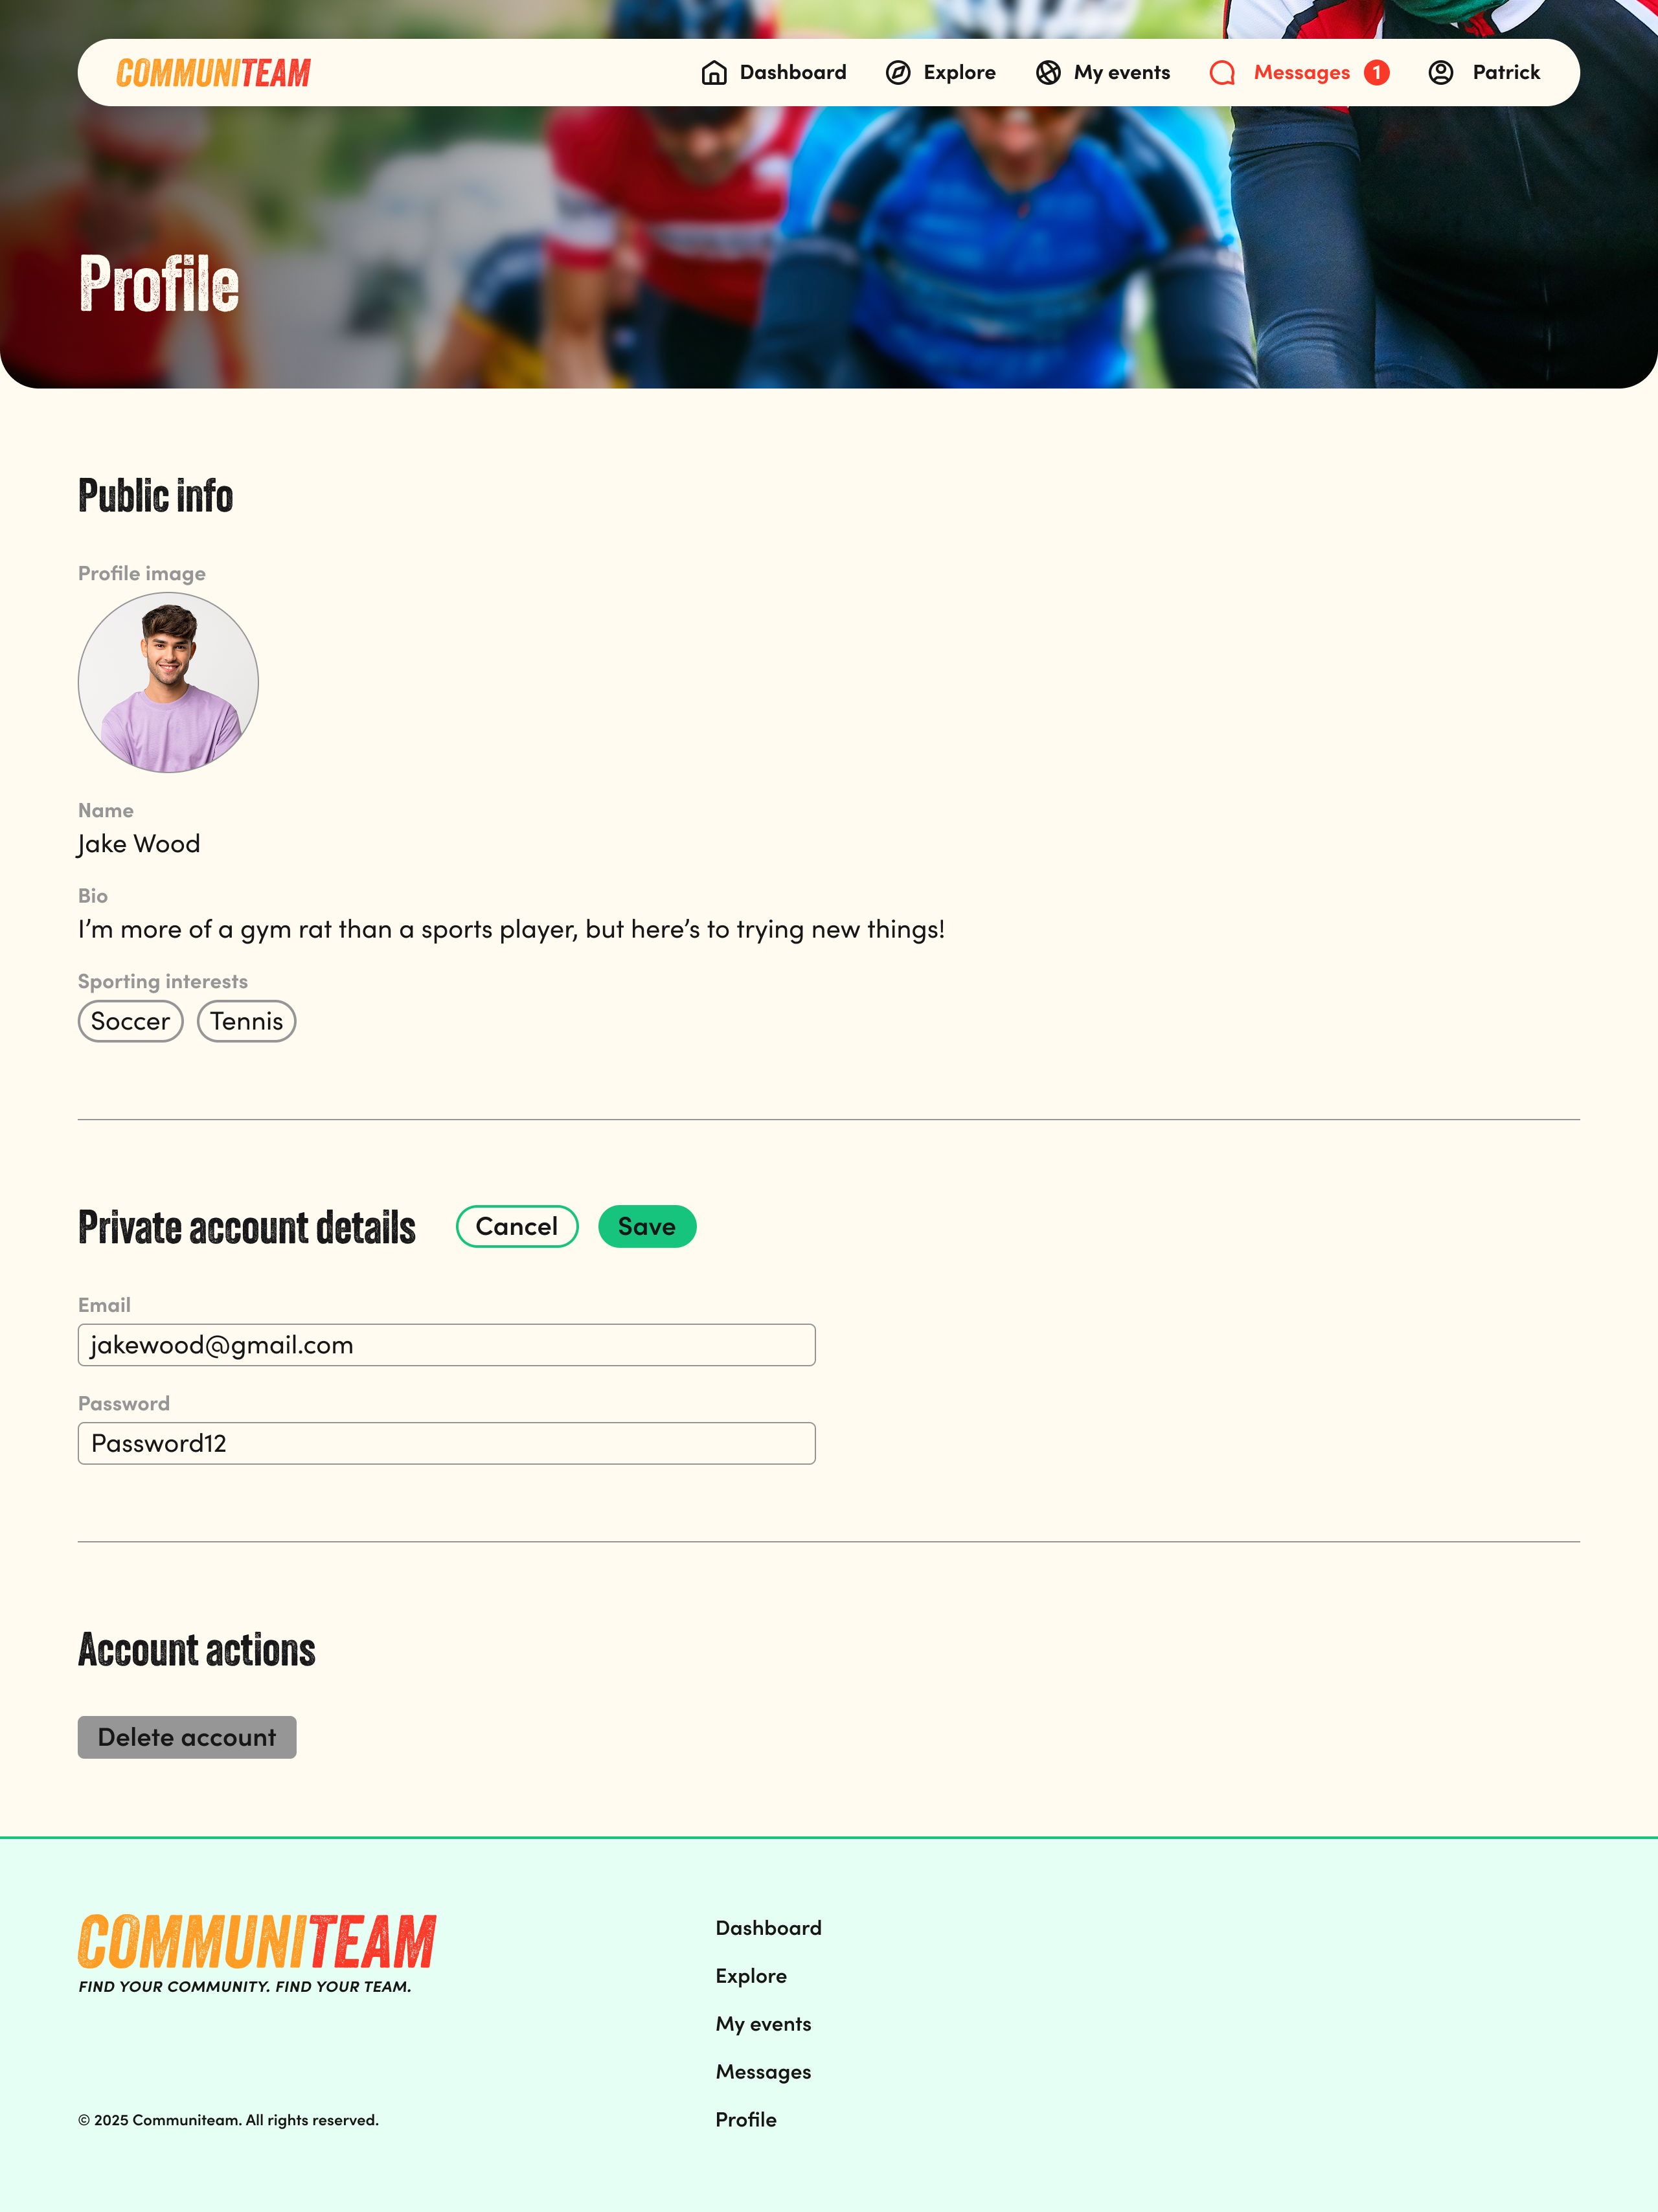 COMMUNITEAM
Dashboard
Explore
My events
Messages 1
Patrick
Profile
Public info
Profile image
Name
Jake Wood
Bio
I’m more of a gym rat than a sports player, but here’s to trying new things!
Sporting interests
Soccer Tennis
Private account details Cancel Save
Email
jakewood@gmail.com
Password
Password12
Account actions
Delete account
COMMUNITEAM
FIND YOUR COMMUNITY. FIND YOUR TEAM.
© 2025 Communiteam. All rights reserved.
Dashboard
Explore
My events
Messages
Profile